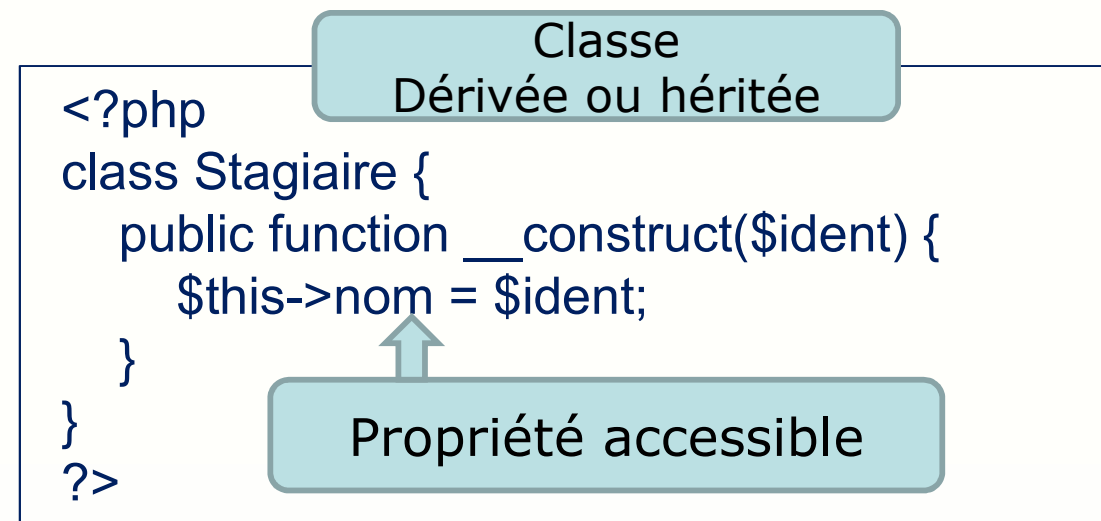 Classe
Dérivée ou héritée
<?php
class Stagiaire {
public function __construct($ident) {
$this->nom = $ident;
}
Propriété accessible
}
?>